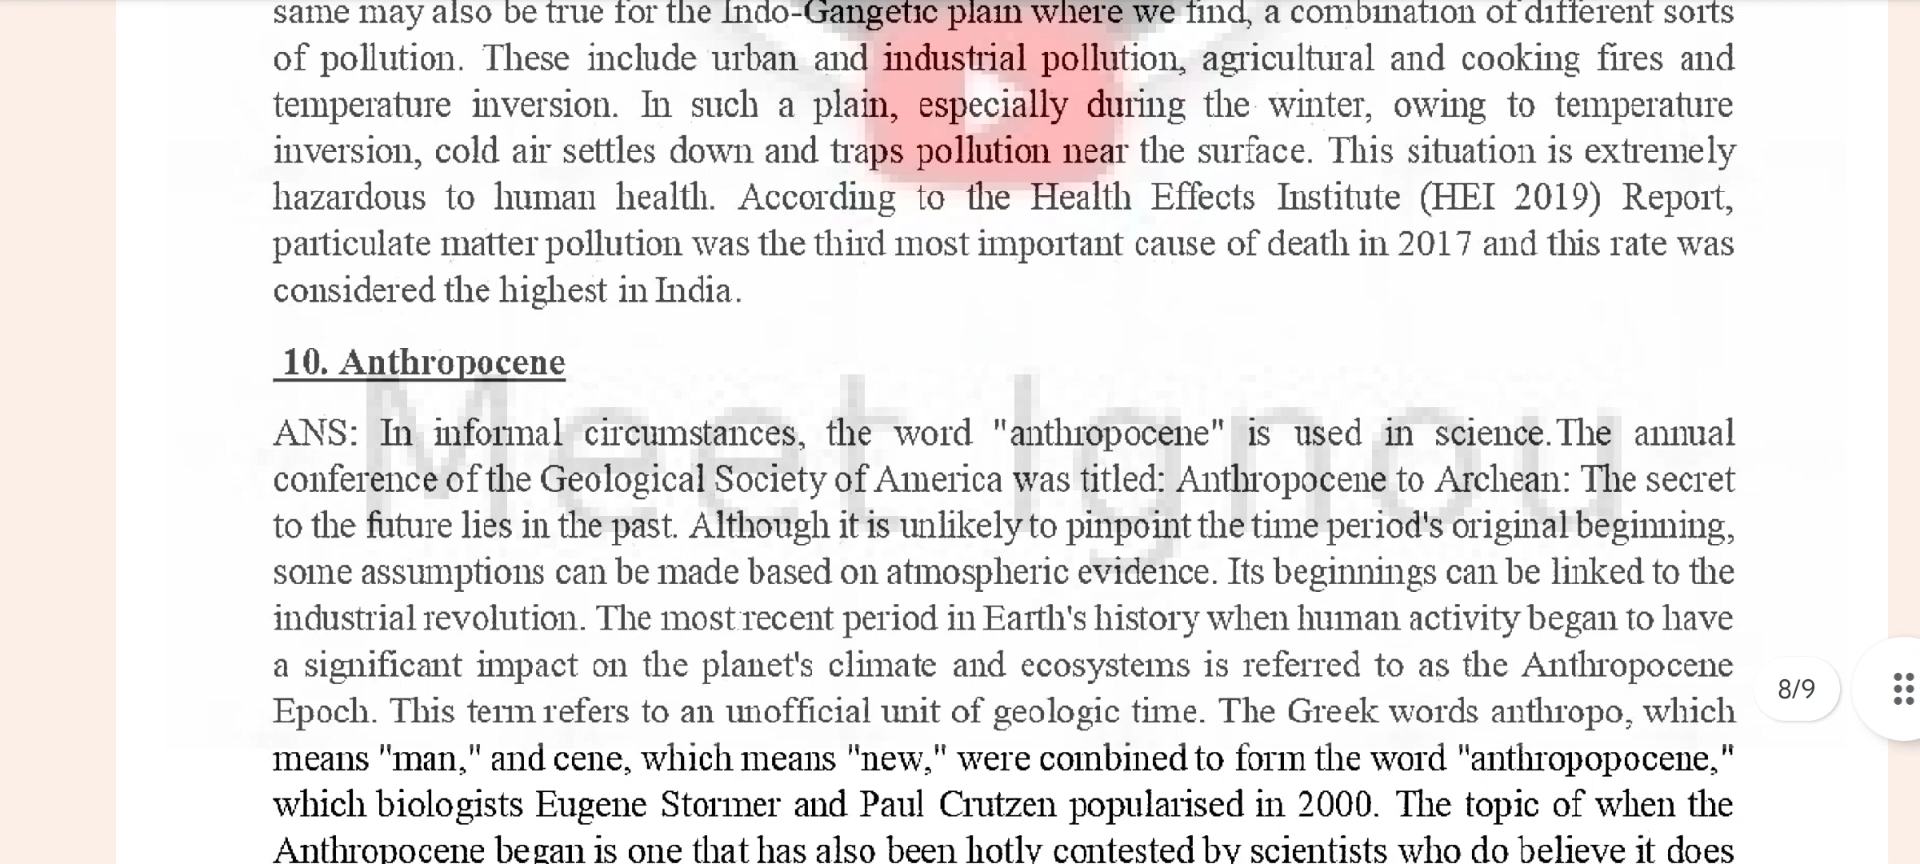 same may also be true for the Indo-Gangetic plain where we find, a combination of different sorts
of pollution. These include urban and industrial pollution, agricultural and cooking fires and
temperature inversion. In such a plain, especially during the winter, owing to temperature
inversion, cold air settles down and traps pollution near the surface. This situation is extremely
hazardous to human health. According to the Health Effects Institute (HEI 2019) Report,
particulate matter pollution was the third most important cause of death in 2017 and this rate was
considered the highest in India.
10. Anthropocene
Meet Ignou
ANS: In informal circumstances, the word "anthropocene" is used in science.The annual
conference of the Geological Society of America was titled: Anthropocene to Archean: The secret
to the future lies in the past. Although it is unlikely to pinpoint the time period's original beginning,
some assumptions can be made based on atmospheric evidence. Its beginnings can be linked to the
industrial revolution. The most recent period in Earth's history when human activity began to have
a significant impact on the planet's climate and ecosystems is referred to as the Anthropocene
8/9
Epoch. This term refers to an unofficial unit of geologic time. The Greek words anthropo, which
means "man," and cene, which means "new," were combined to form the word "anthropopocene,"
which biologists Eugene Stormer and Paul Crutzen popularised in 2000. The topic of when the
Anthropocene began is one that has also been hotly contested by scientists who do believe it does